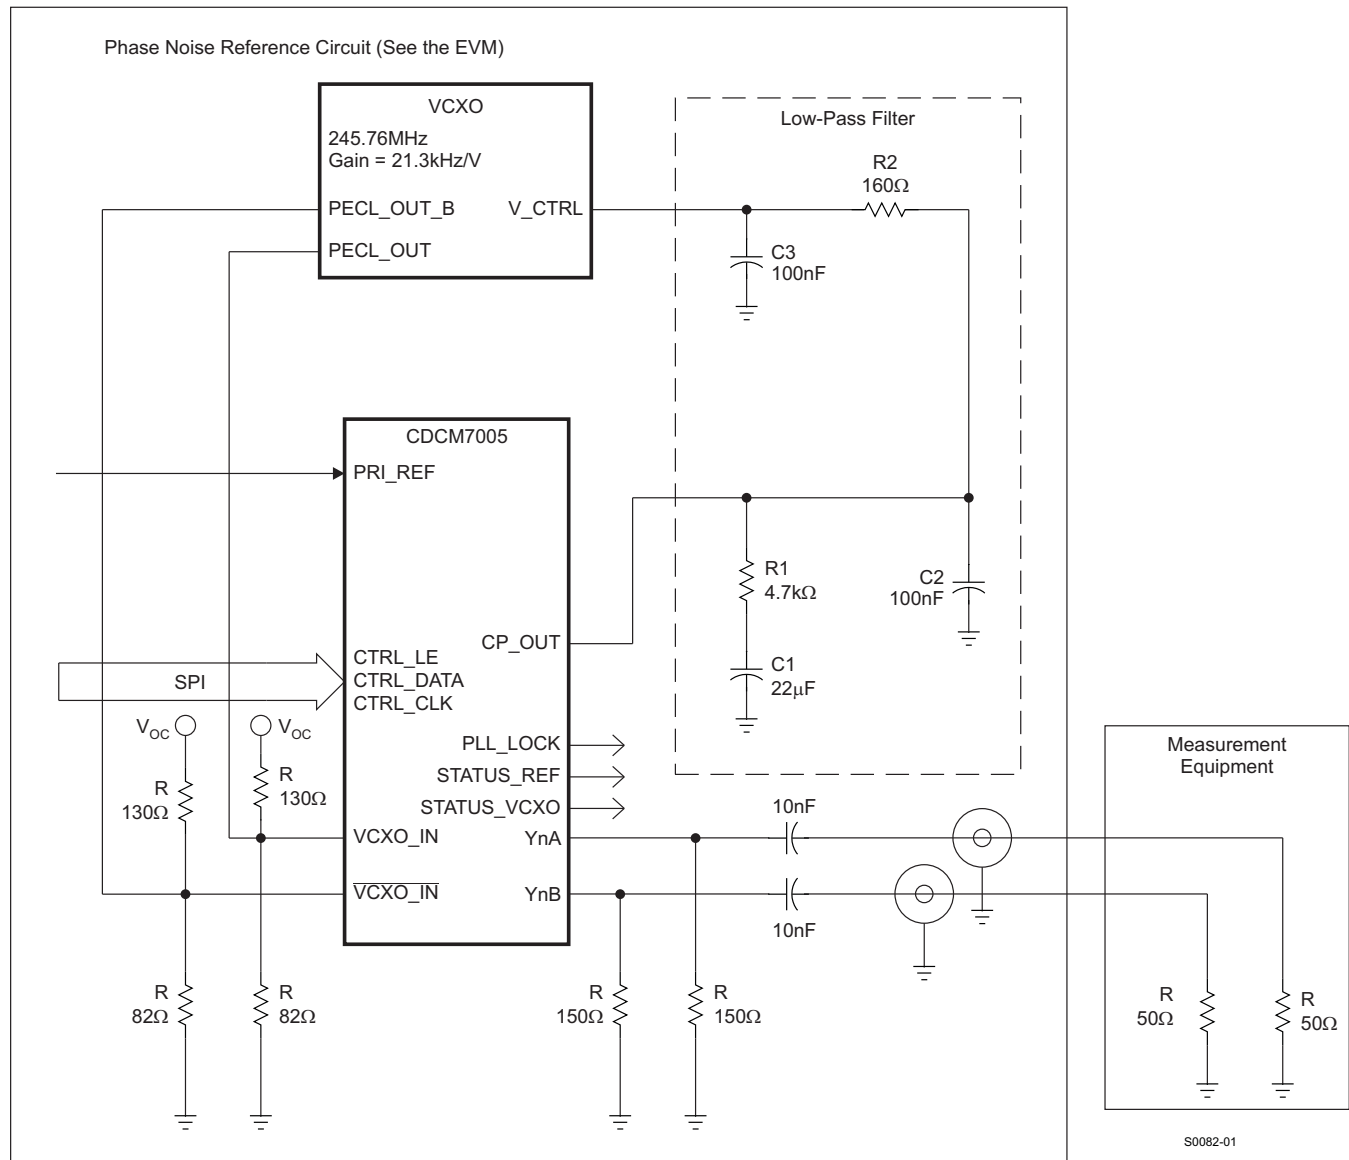 Phase Noise Reference Circuit (See the EVM)
VCXO
245.76MHz
Gain = 21.3kHz/V
PECL_OUT_B
V_CTRL
PECL_OUT
Low-Pass Filter
R2
160Ω
C3
100nF
CDCM7005
PRI_REF
R1
4.7kΩ
C2
100nF
CP_OUT
C1
22μF
SPI
CTRL_LE
CTRL_DATA
CTRL_CLK
VOC
VOC
R
130Ω
R
130Ω
PLL_LOCK
STATUS_REF
STATUS_VCXO
VCXO_IN
YnA
VCXO_IN
YnB
10nF
10nF
R
82Ω
R
82Ω
R
150Ω
R
150Ω
Measurement
Equipment
R
50Ω
R
50Ω
S0082-01